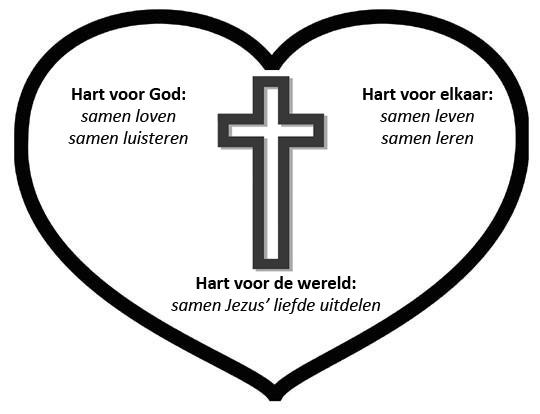 Hart voor God:
samen loven
samen luisteren
Hart voor elkaar:
samen leven
samen leren
Hart voor de wereld:
samen Jezus’ liefde uitdelen